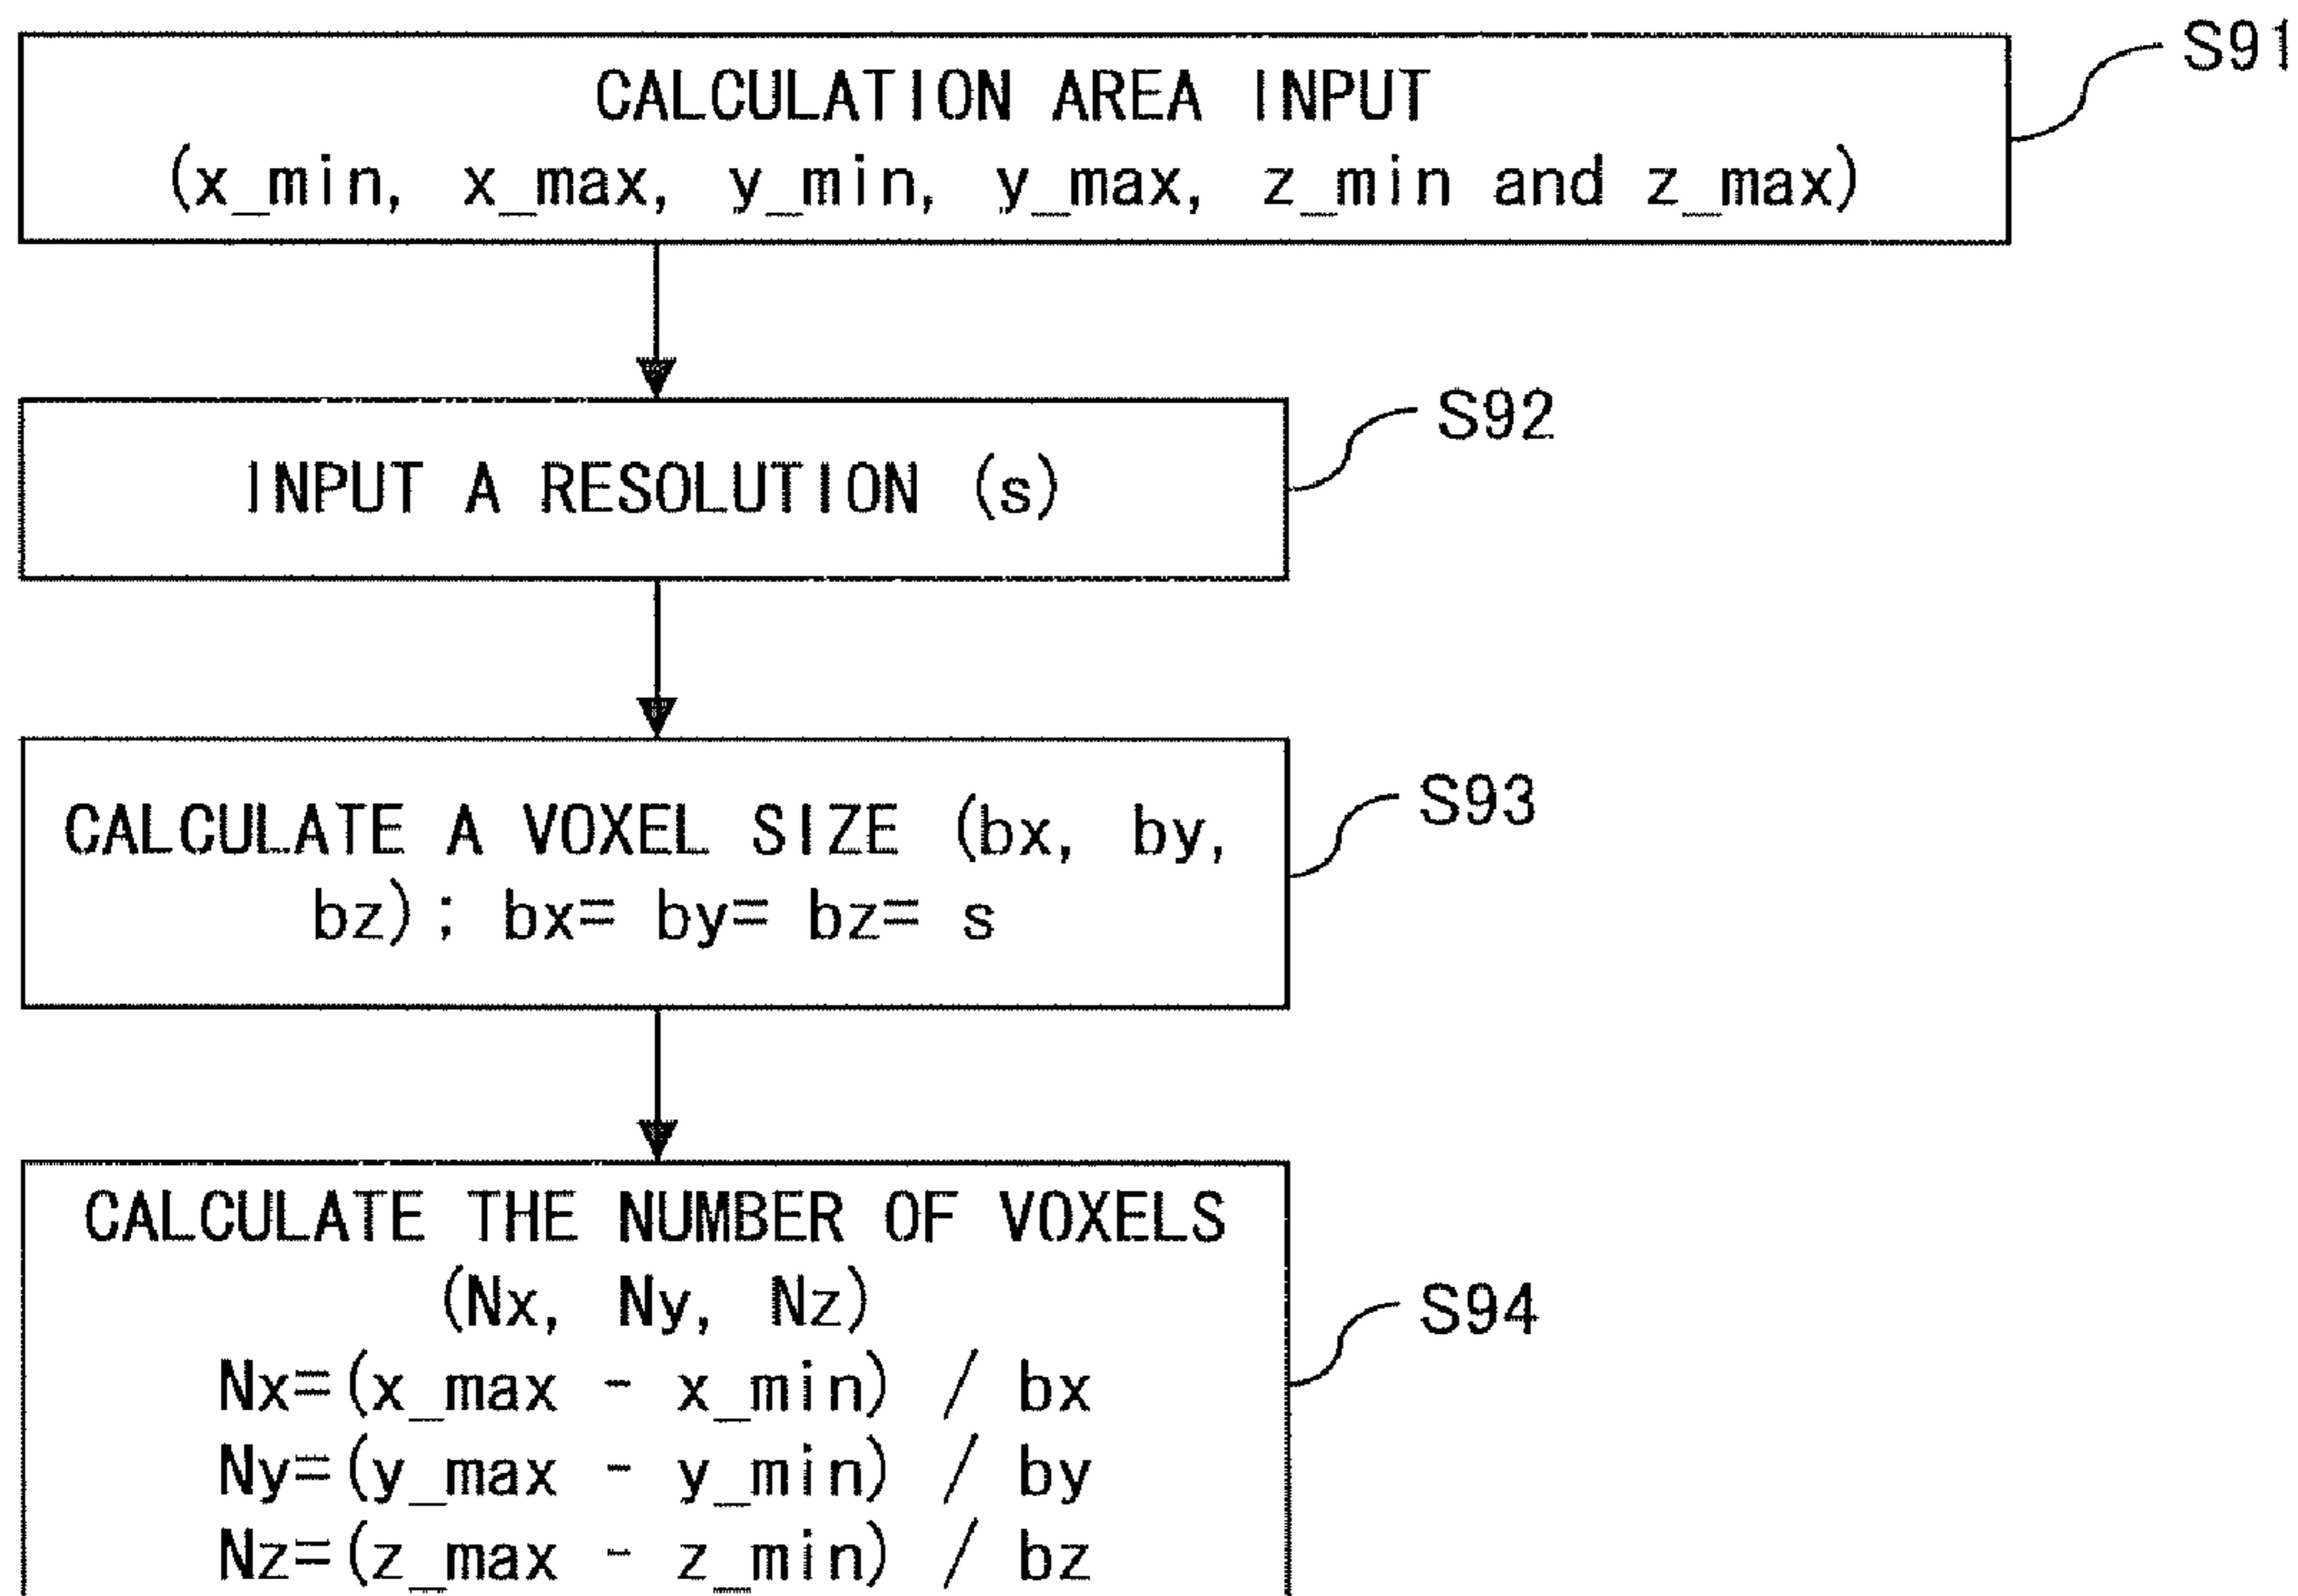 S91
CALCULATION AREA INPUT
(x_min, x_max, y_min, y_max, z_min and z_max)
S92
INPUT A RESOLUTION (s)
S93
CALCULATE A VOXEL SIZE (bx, by,
bz); bx= by= bz= s
CALCULATE THE NUMBER OF VOXELS
(Nx, Ny, Nz)
S94
Nx=(x_max - x_min) / bx
Ny=(y_max - y_min) / by
Nz=(z_max - z_min) / bz